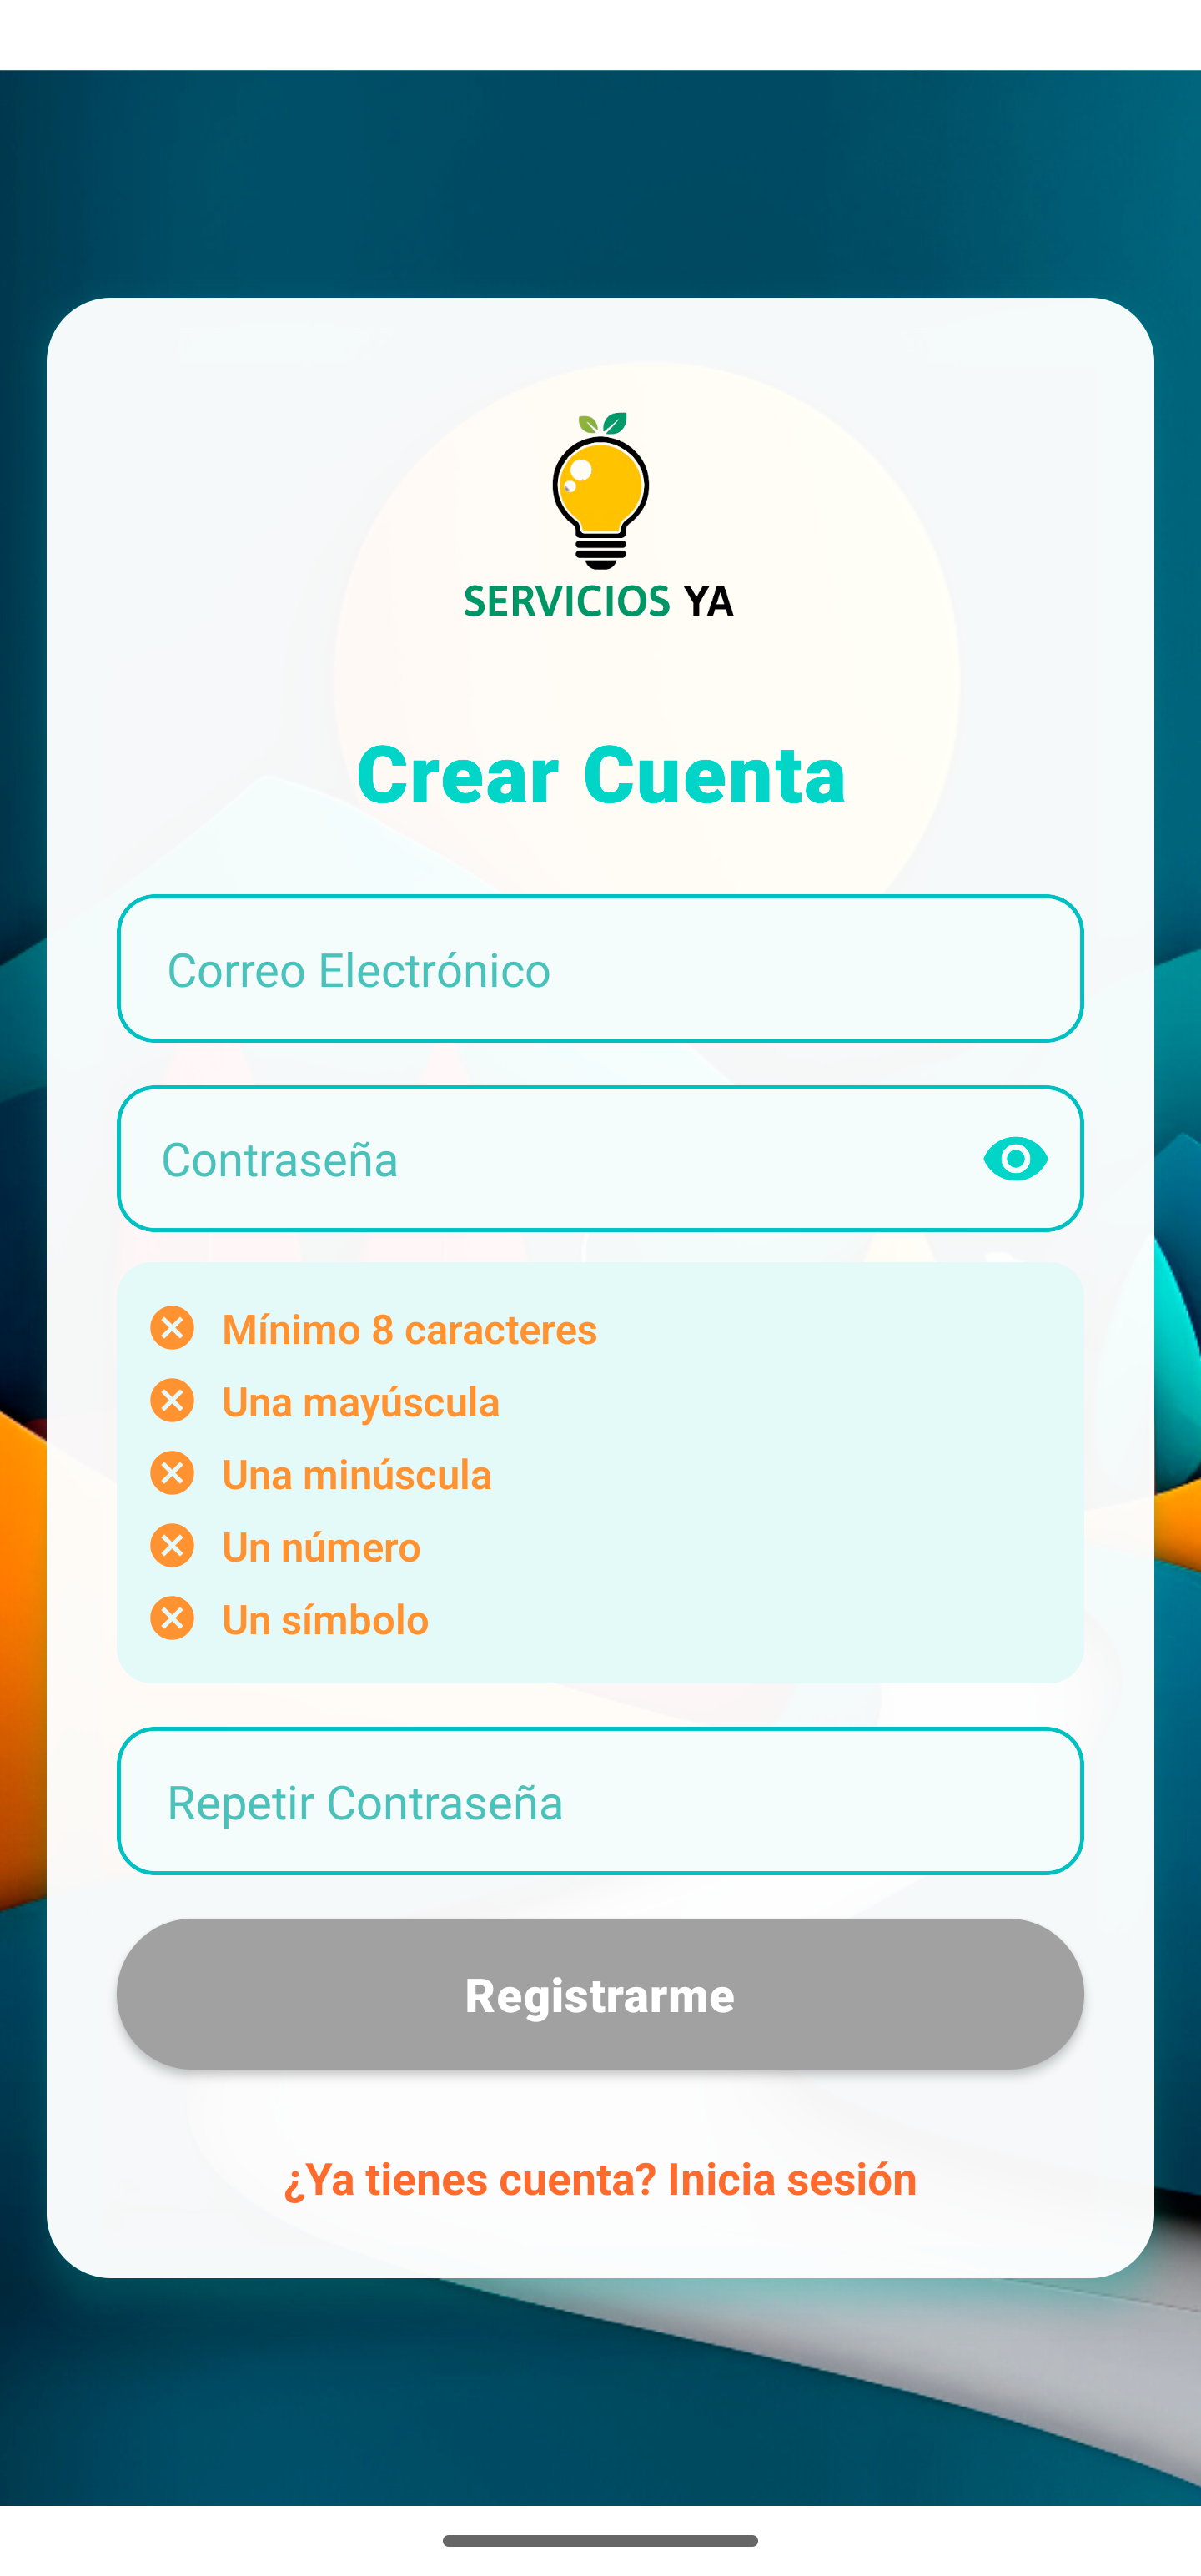 SERVICIOS YA
Crear Cuenta
Correo Electrónico
Contraseña
Mínimo 8 caracteres
Una mayúscula
Una minúscula
Un número
Un símbolo
Repetir Contraseña
Registrarme
¿Ya tienes cuenta? Inicia sesión